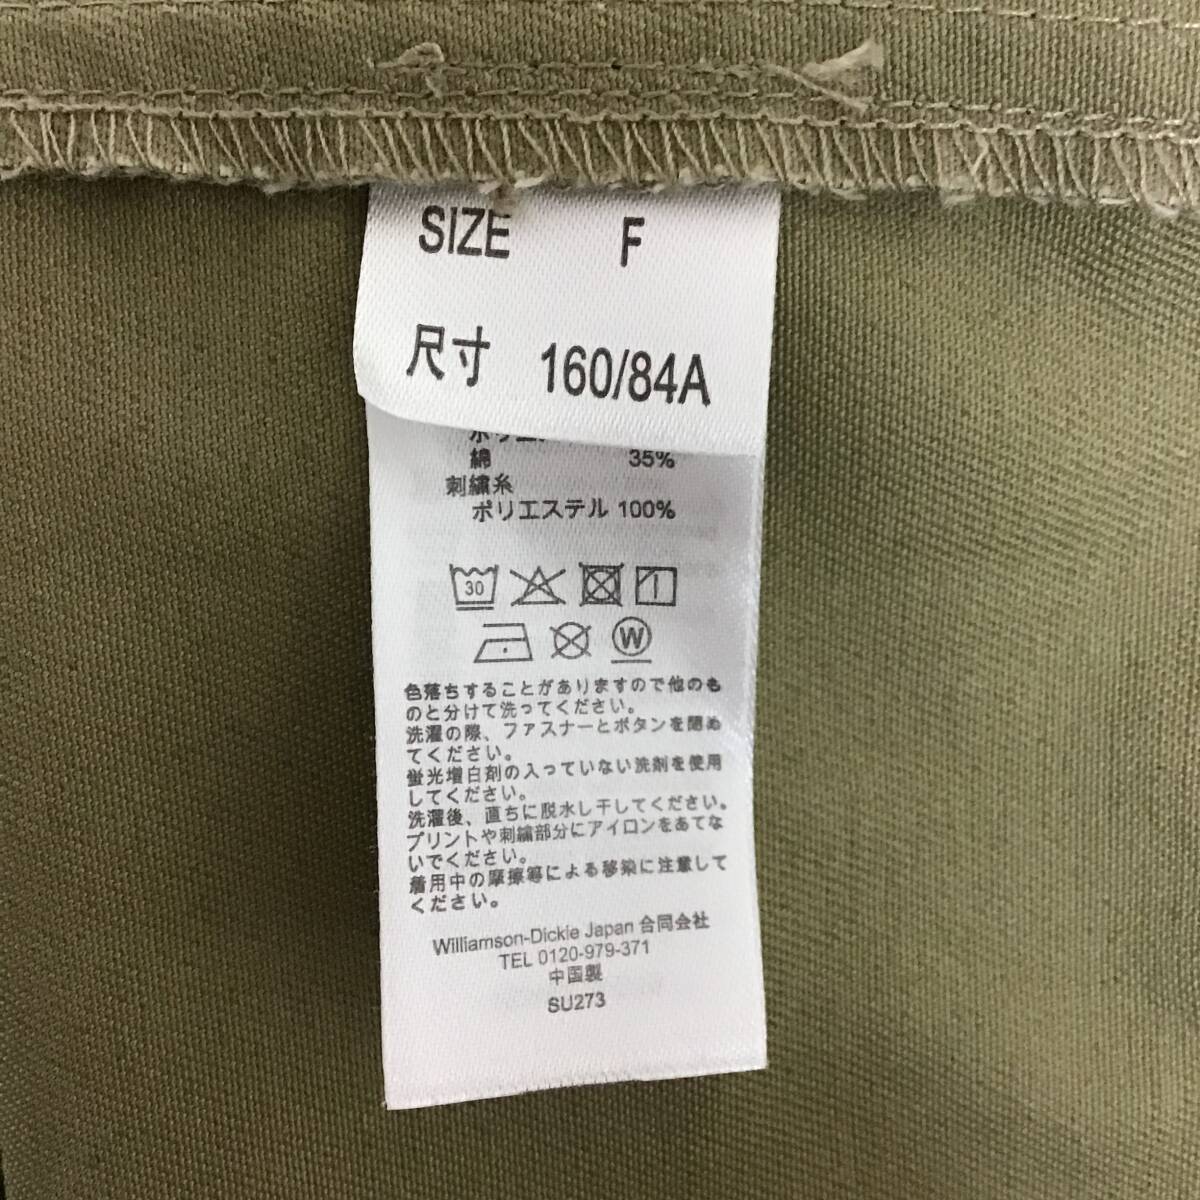 SIZE F
尺寸 160/84A
綿 35%
刺繍糸
ポリエステル 100%
30
W
色落ちすることがありますので他のも
のと分けて洗ってください。
洗濯の際、ファスナーとボタンを閉め
てください。
蛍光増白剤の入っていない洗剤を使用
してください。
洗濯後、直ちに脱水し干してください。
プリントや刺繍部分にアイロンをあてな
いでください。
着用中の摩擦等による移染に注意して
ください。
Williamson-Dickie Japan 合同会社
TEL 0120-979-371
中国製
SU273